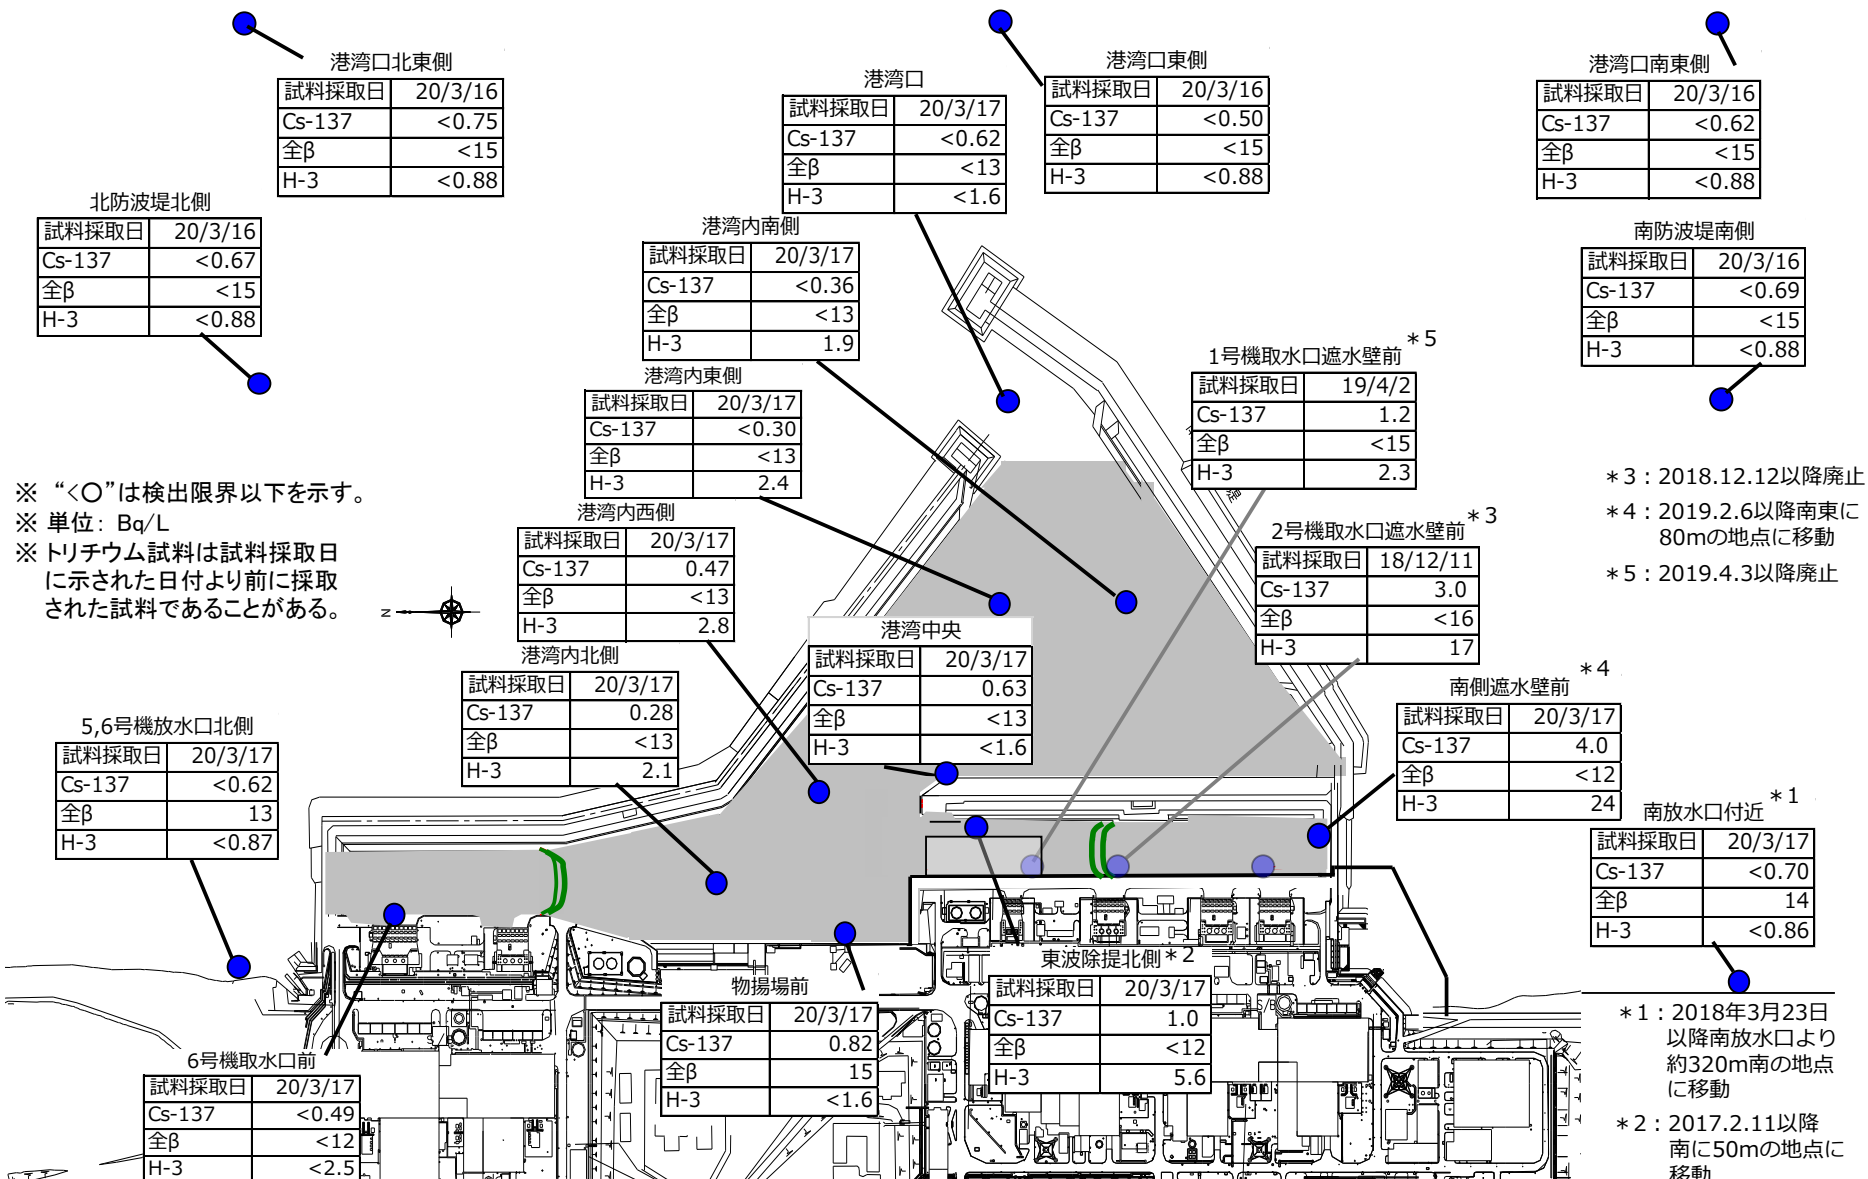 港湾口北東側
試料採取日 20/3/16
Cs-137 <0.75
全β <15
H-3 <0.88
港湾口
試料採取日 20/3/17
Cs-137 <0.62
全β <13
H-3 <1.6
港湾口東側
試料採取日 20/3/16
Cs-137 <0.50
全β <15
H-3 <0.88
港湾口南東側
試料採取日 20/3/16
Cs-137 <0.62
全β <15
H-3 <0.88
北防波堤北側
試料採取日 20/3/16
Cs-137 <0.67
全β <15
H-3 <0.88
港湾内南側
試料採取日 20/3/17
Cs-137 <0.36
全β <13
H-3 1.9
南防波堤南側
試料採取日 20/3/16
Cs-137 <0.69
全β <15
H-3 <0.88
港湾内東側
試料採取日 20/3/17
Cs-137 <0.30
全β <13
H-3 2.4
1号機取水口遮水壁前 *5
試料採取日 19/4/2
Cs-137 1.2
全β <15
H-3 2.3
※ “<○”は検出限界以下を示す。
※ 単位: Bq/L
※ トリチウム試料は試料採取日
に示された日付より前に採取
された試料であることがある。
N
*3:2018.12.12以降廃止
*4:2019.2.6以降南東に
80mの地点に移動
*5:2019.4.3以降廃止
港湾内西側
試料採取日 20/3/17
Cs-137 0.47
全β <13
H-3 2.8
2号機取水口遮水壁前 *3
試料採取日 18/12/11
Cs-137 3.0
全β <16
H-3 17
港湾中央
試料採取日 20/3/17
Cs-137 0.63
全β <13
H-3 <1.6
港湾内北側
試料採取日 20/3/17
Cs-137 0.28
全β <13
H-3 2.1
南側遮水壁前 *4
試料採取日 20/3/17
Cs-137 4.0
全β <12
H-3 24
5,6号機放水口北側
試料採取日 20/3/17
Cs-137 <0.62
全β 13
H-3 <0.87
南放水口付近 *1
試料採取日 20/3/17
Cs-137 <0.70
全β 14
H-3 <0.86
東波除提北側*2
試料採取日 20/3/17
Cs-137 1.0
全β <12
H-3 5.6
物揚場前
試料採取日 20/3/17
Cs-137 0.82
全β 15
H-3 <1.6
6号機取水口前
試料採取日 20/3/17
Cs-137 <0.49
全β <12
H-3 <2.5
*1:2018年3月23日
以降南放水口より
約320m南の地点
に移動
*2:2017.2.11以降
南に50mの地点に
移動